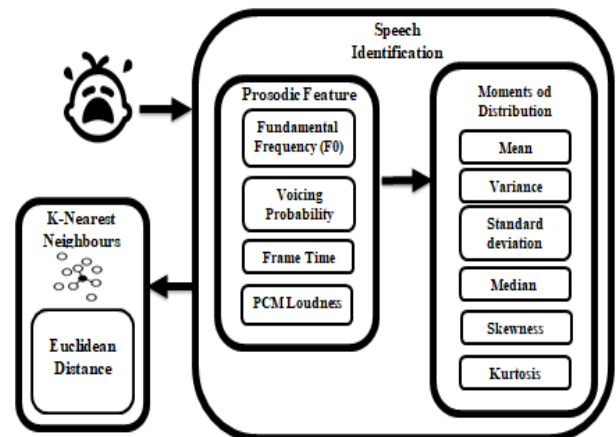 Speech
Identification
Prosodic Feature
Fundamental
Frequency (F0)
Voicing
Probability
Frame Time
PCM Loudness
Moments od
Distribution
Mean
Variance
Standard
deviation
Median
Skewness
Kurtosis
K-Nearest
Neighbours
Euclidean
Distance